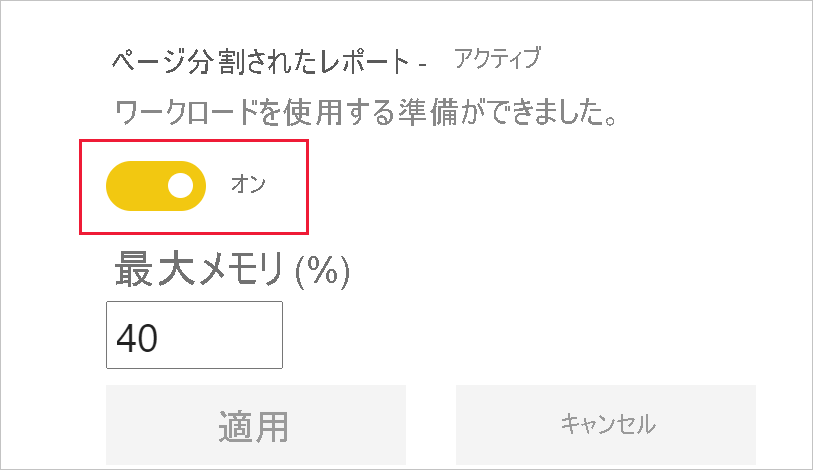 ページ分割されたレポート - アクティブ
ワークロードを使用する準備ができました。
オン
最大メモリ (%)
40
適用 キャンセル